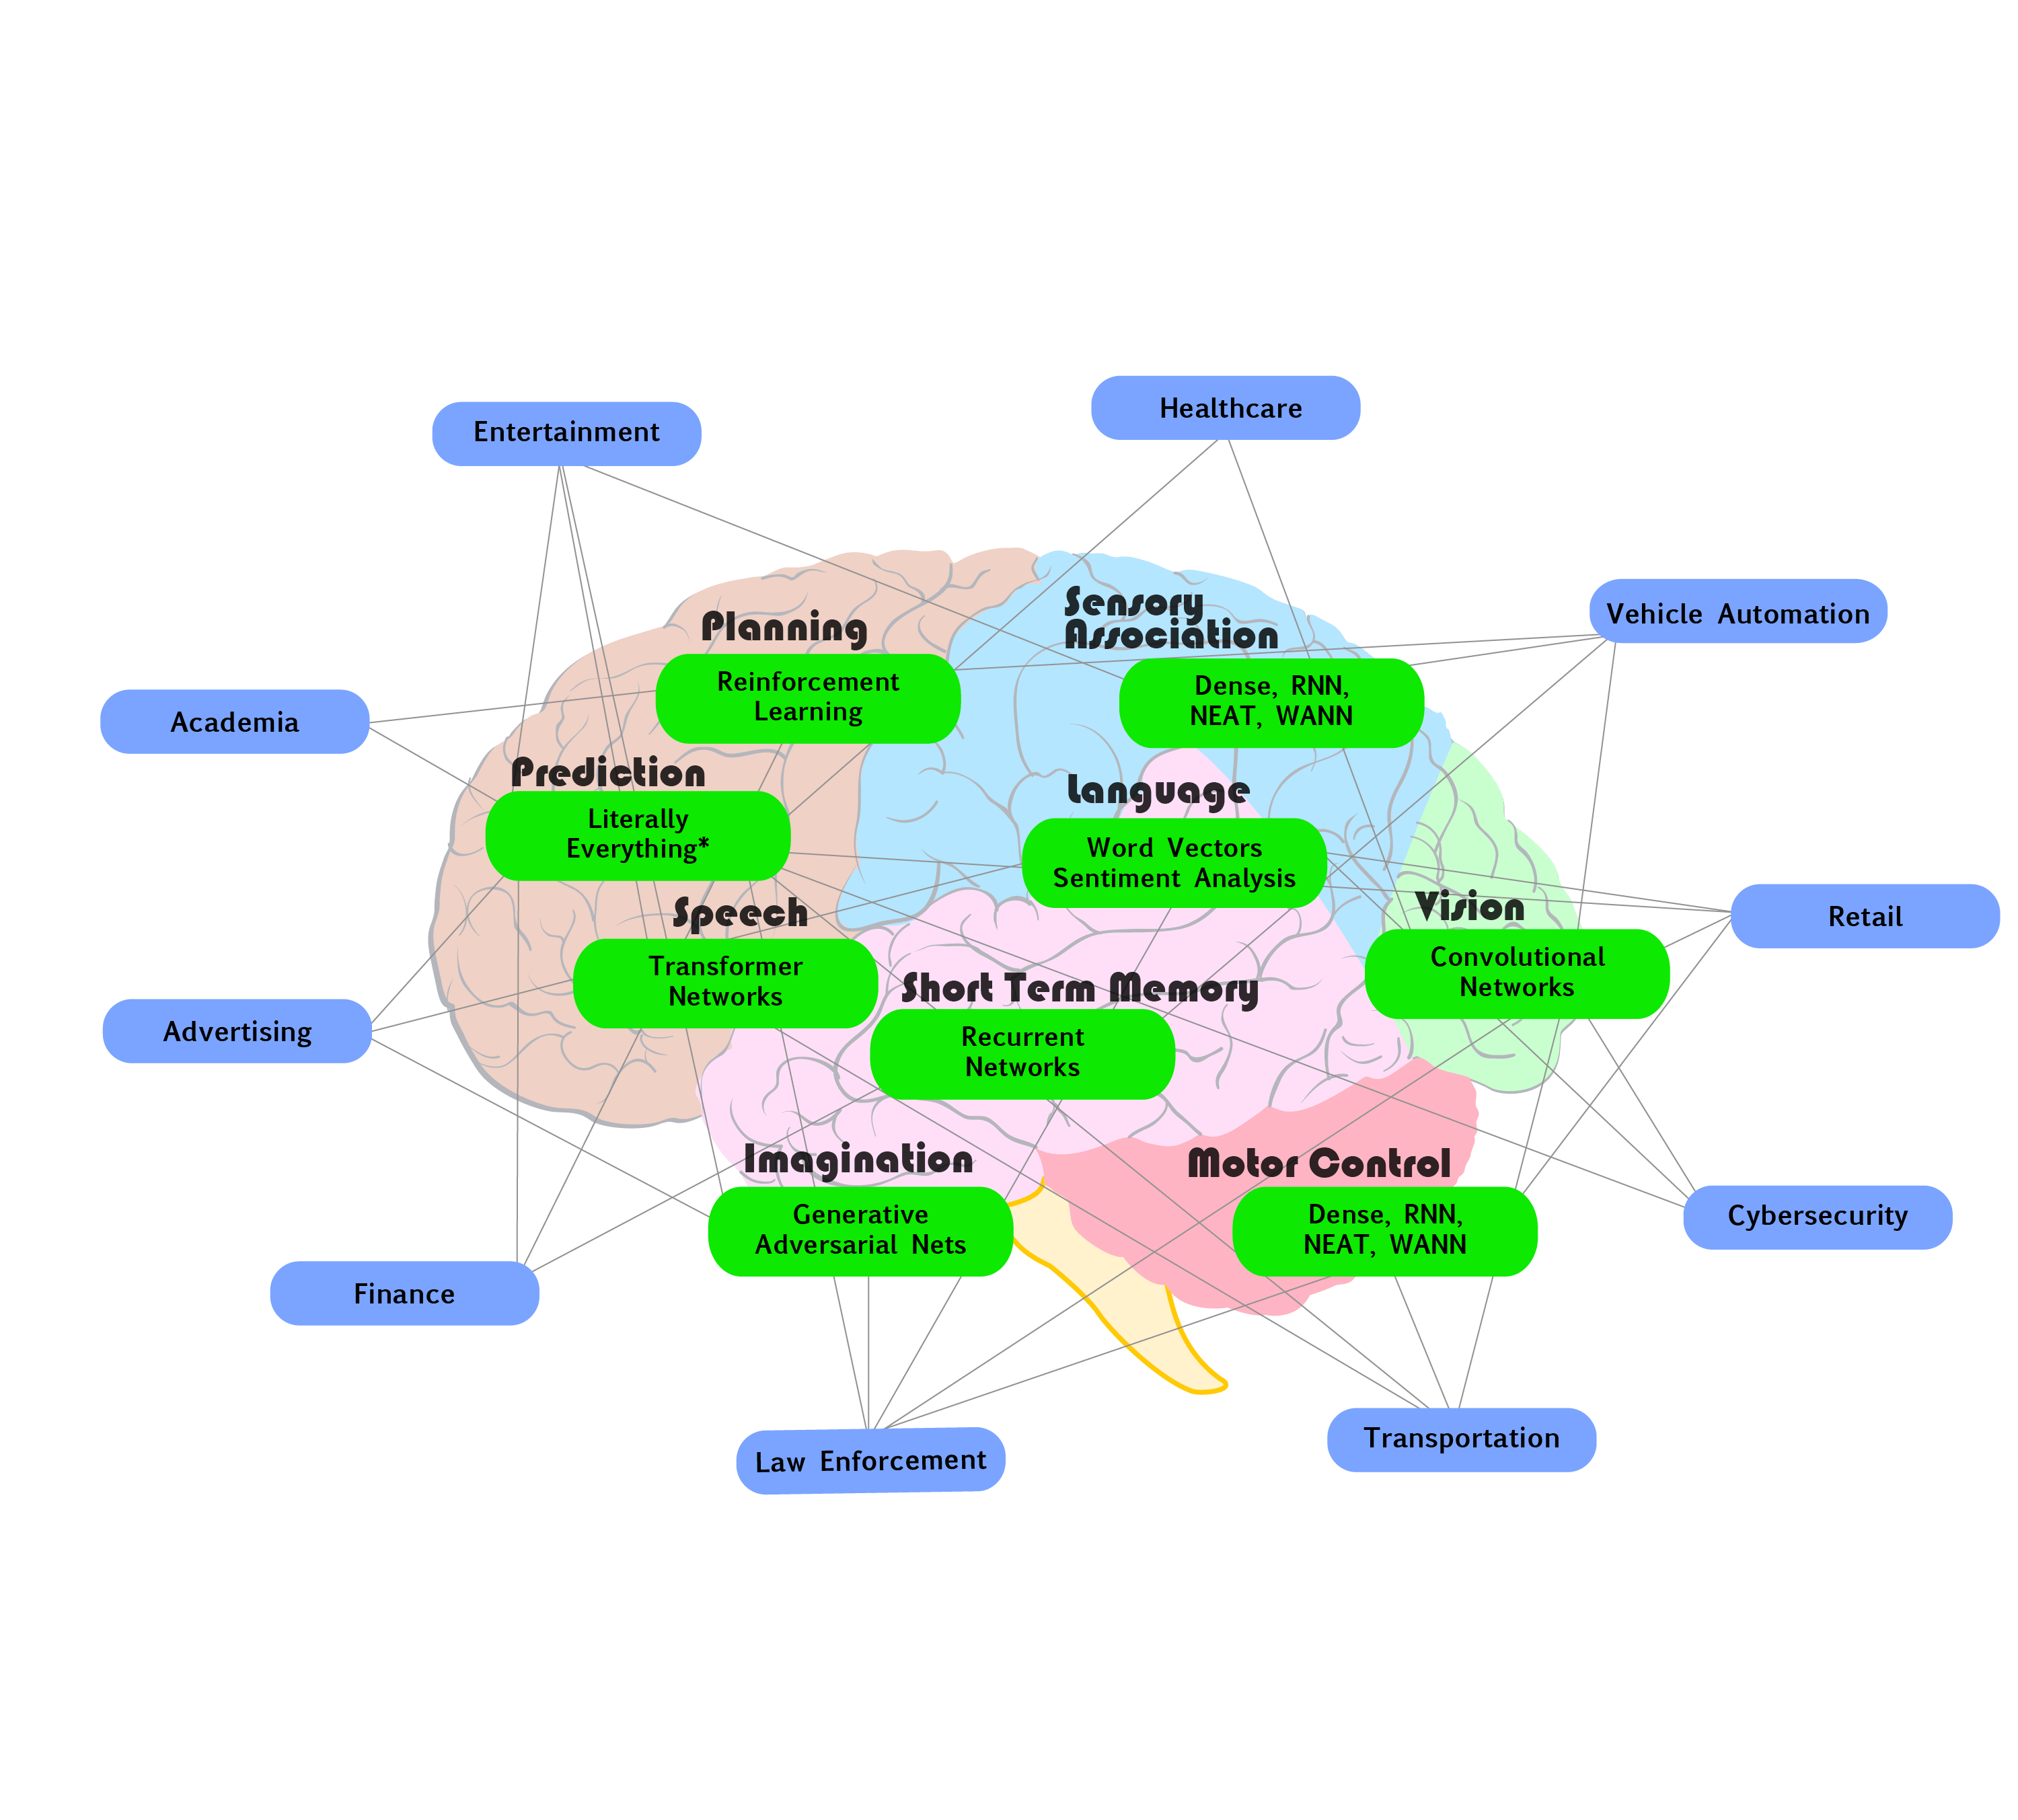 Healthcare
Entertainment
Vehicle Automation
Sensory
Association
Planning
Reinforcement
Learning
Dense, RNN,
NEAT, WANN
Academia
Prediction
Literally
Everything*
Language
Word Vectors
Sentiment Analysis
Retail
Speech
Vision
Transformer
Networks
Convolutional
Networks
Advertising
Short Term Memory
Recurrent
Networks
Imagination
Motor Control
Generative
Adversarial Nets
Dense, RNN,
NEAT, WANN
Cybersecurity
Finance
Transportation
Law Enforcement